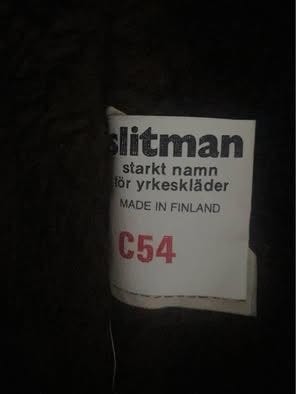 slitman
starkt namn
för yrkeskläder
MADE IN FINLAND
C54